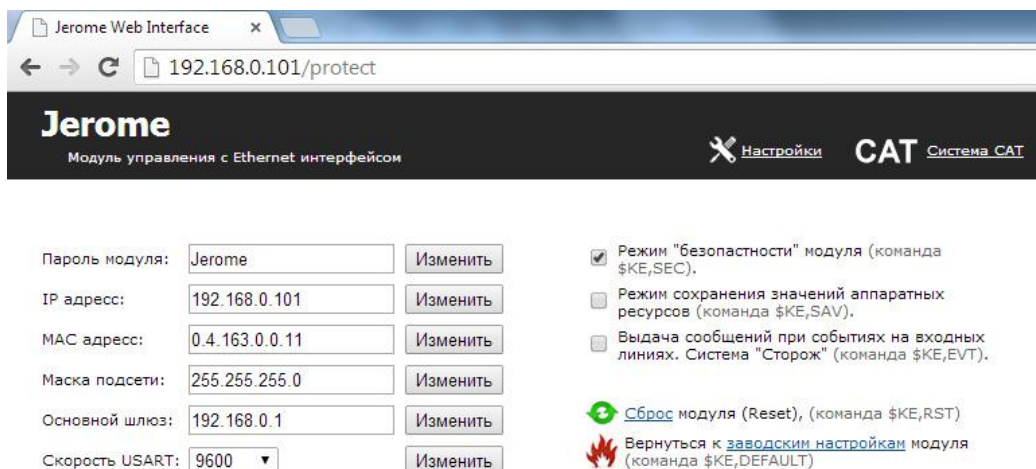 Jerome Web Interface
192.168.0.101/protect
Jerome
Модуль управления с Ethernet интерфейсом
Настройки
CAT Система CAT
Пароль модуля: Jerome Изменить
IP адресс: 192.168.0.101 Изменить
MAC адресс: 0.4.163.0.0.11 Изменить
Маска подсети: 255.255.255.0 Изменить
Основной шлюз: 192.168.0.1 Изменить
Скорость USART: 9600 Изменить
Режим "безопастности" модуля (команда
$KE,SEC).
Режим сохранения значений аппаратных
ресурсов (команда $KE,SAV).
Выдача сообщений при событиях на входных
линиях. Система "Сторож" (команда $KE,EVT).
Сброс модуля (Reset), (команда $KE,RST)
Вернуться к заводским настройкам модуля
(команда $KE,DEFAULT)